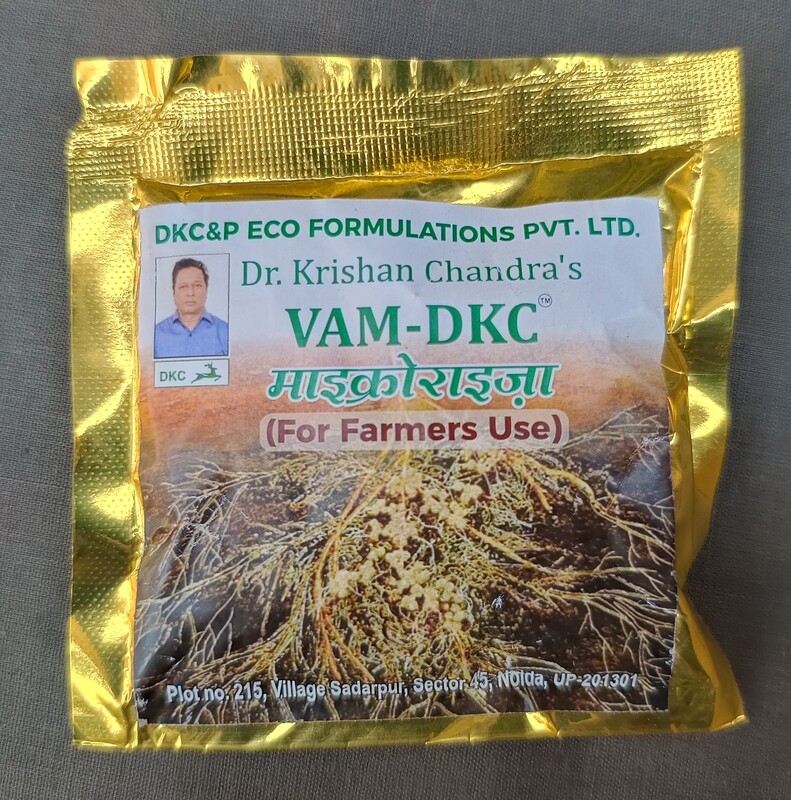 DKC&P ECO FORMULATIONS PVT. LTD.
Dr. Krishan Chandra's
VAM-DKC™
DKC
माइक्रोराइज़ा
(For Farmers Use)
Plot no. 215, Village Sadarpur, Sector 45, Noida, UP-201301